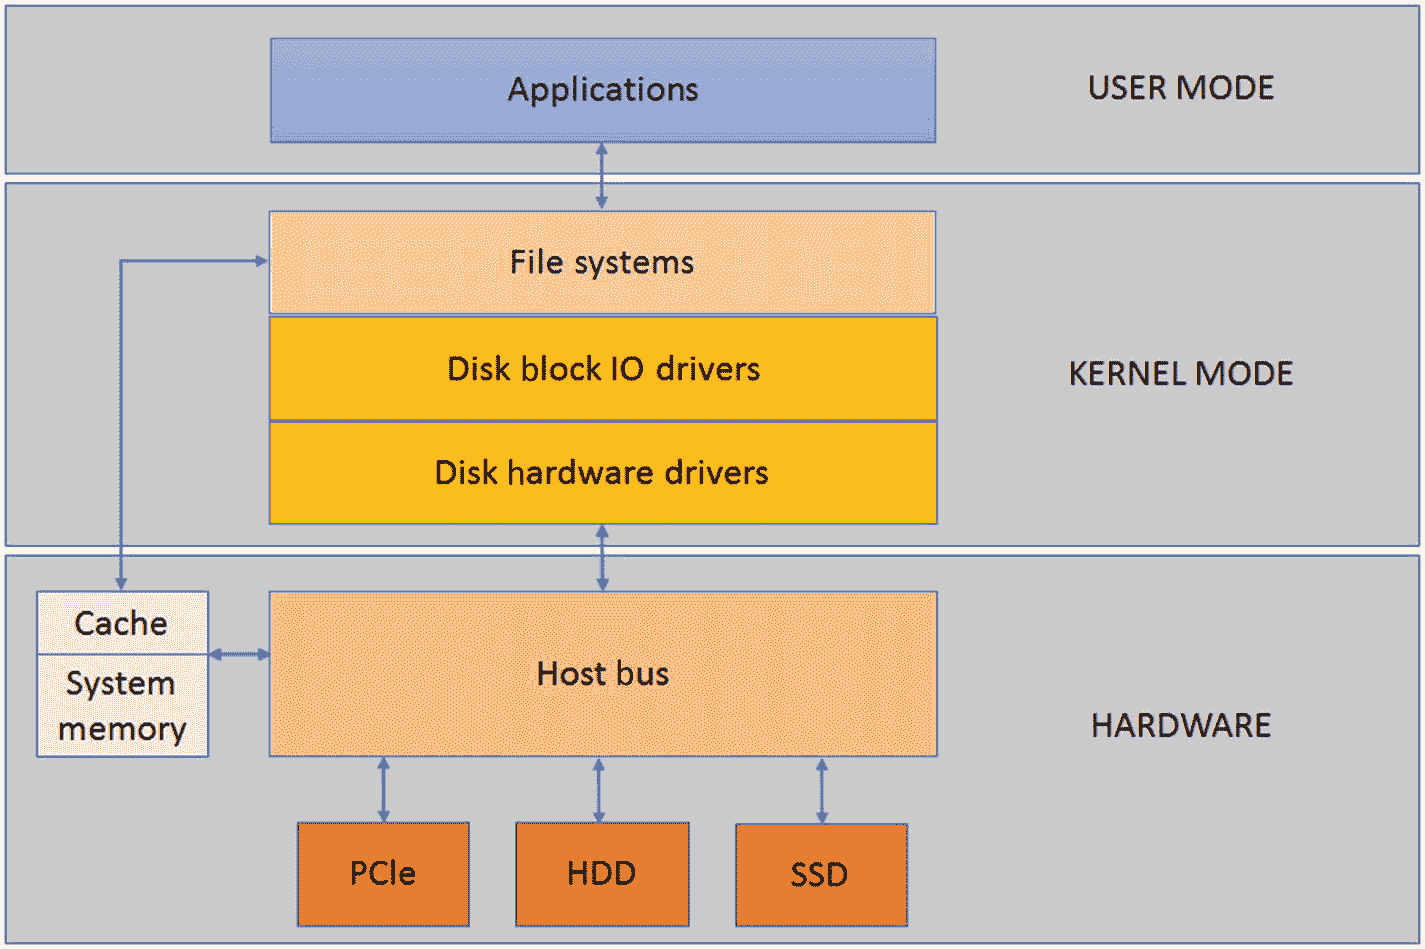 Applications
USER MODE
File systems
Disk block IO drivers
KERNEL MODE
Disk hardware drivers
Cache
System
memory
Host bus
HARDWARE
PCIe
HDD
SSD